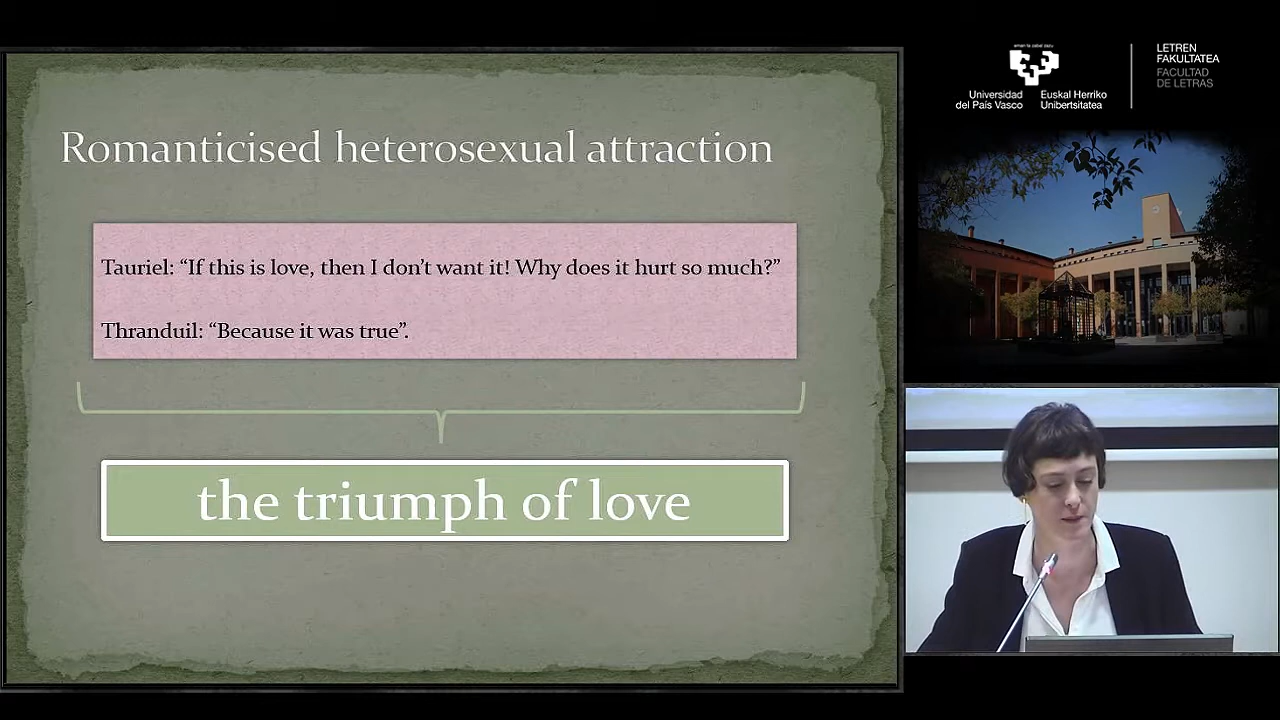 Romanticised heterosexual attraction
Tauriel: “If this is love, then I don’t want it! Why does it hurt so much?”
Thranduil: “Because it was true”.
the triumph of love
Universidad
del País Vasco
Euskal Herriko
Unibertsitatea
LETREN
FAKULTATEA
FACULTAD
DE LETRAS